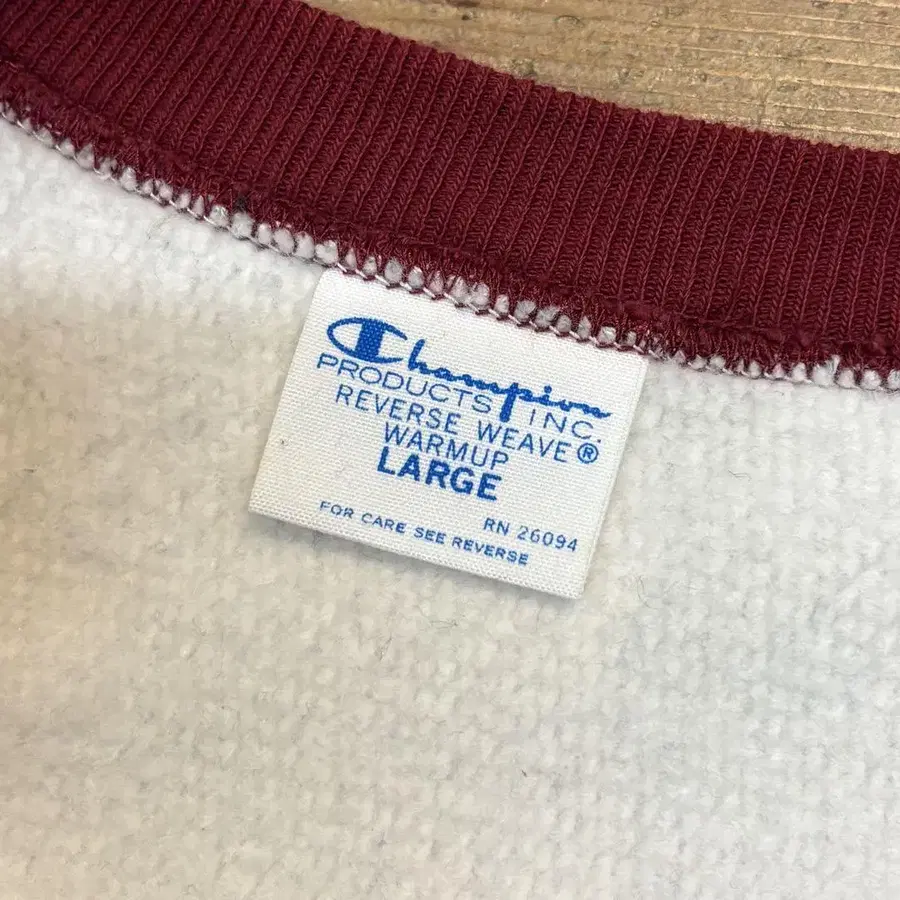 Champion
PRODUCTS INC.
REVERSE WEAVE®
WARMUP
LARGE
RN 26094
FOR CARE SEE REVERSE